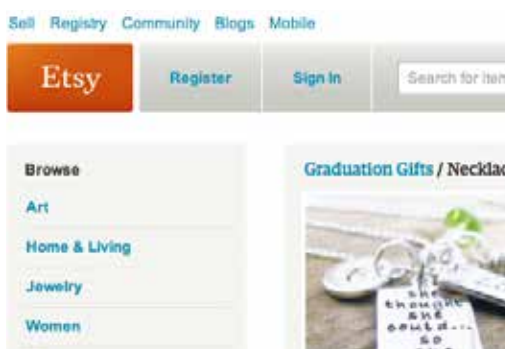 Sell Registry Community Blogs Mobile
Etsy Register Sign In Search for item
Browse
Graduation Gifts / Necklac
Art
Home & Living
Jewelry
Women
she
thought
she
could...
so